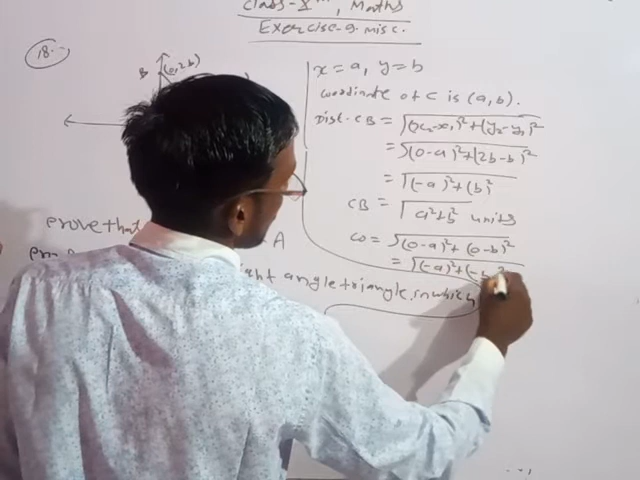 Class-X, Maths
Exercise-9. misc.
18.
B (0,2b)
prove that
A
angle triangle, in which
x = a, y = b
coordinate of C is (a, b).
Dist. CB = √(x₂-x₁)²+(y₂-y₁)²
= √(0-a)²+(2b-b)²
= √(-a)²+(b)²
CB = √a²+b² units
CO = √(0-a)²+(0-b)²
= √(-a)²+(-b)²